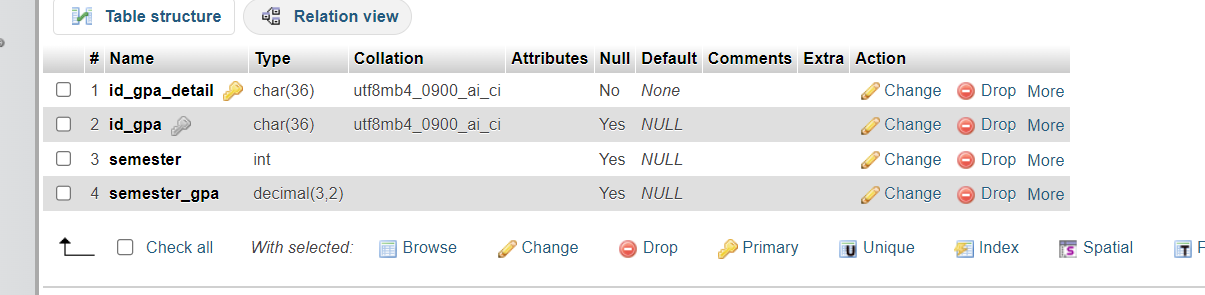 Table structure Relation view
# Name Type Collation Attributes Null Default Comments Extra Action
1 id_gpa_detail char(36) utf8mb4_0900_ai_ci No None Change Drop More
2 id_gpa char(36) utf8mb4_0900_ai_ci Yes NULL Change Drop More
3 semester int Yes NULL Change Drop More
4 semester_gpa decimal(3,2) Yes NULL Change Drop More
Check all With selected: Browse Change Drop Primary Unique Index Spatial